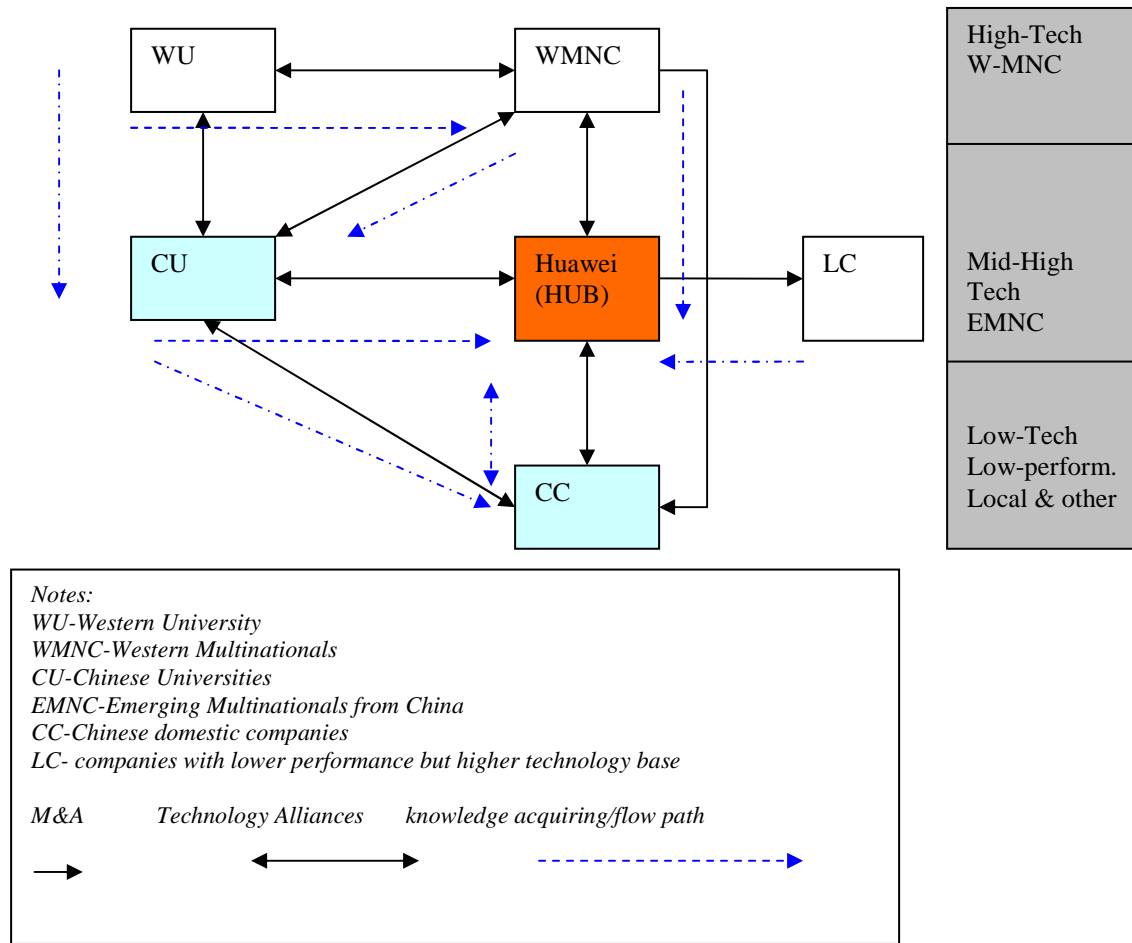 WU
WMNC
High-Tech
W-MNC
CU
Huawei
(HUB)
LC
Mid-High
Tech
EMNC
CC
Low-Tech
Low-perform.
Local & other
Notes:
WU-Western University
WMNC-Western Multinationals
CU-Chinese Universities
EMNC-Emerging Multinationals from China
CC-Chinese domestic companies
LC- companies with lower performance but higher technology base
M&A Technology Alliances knowledge acquiring/flow path